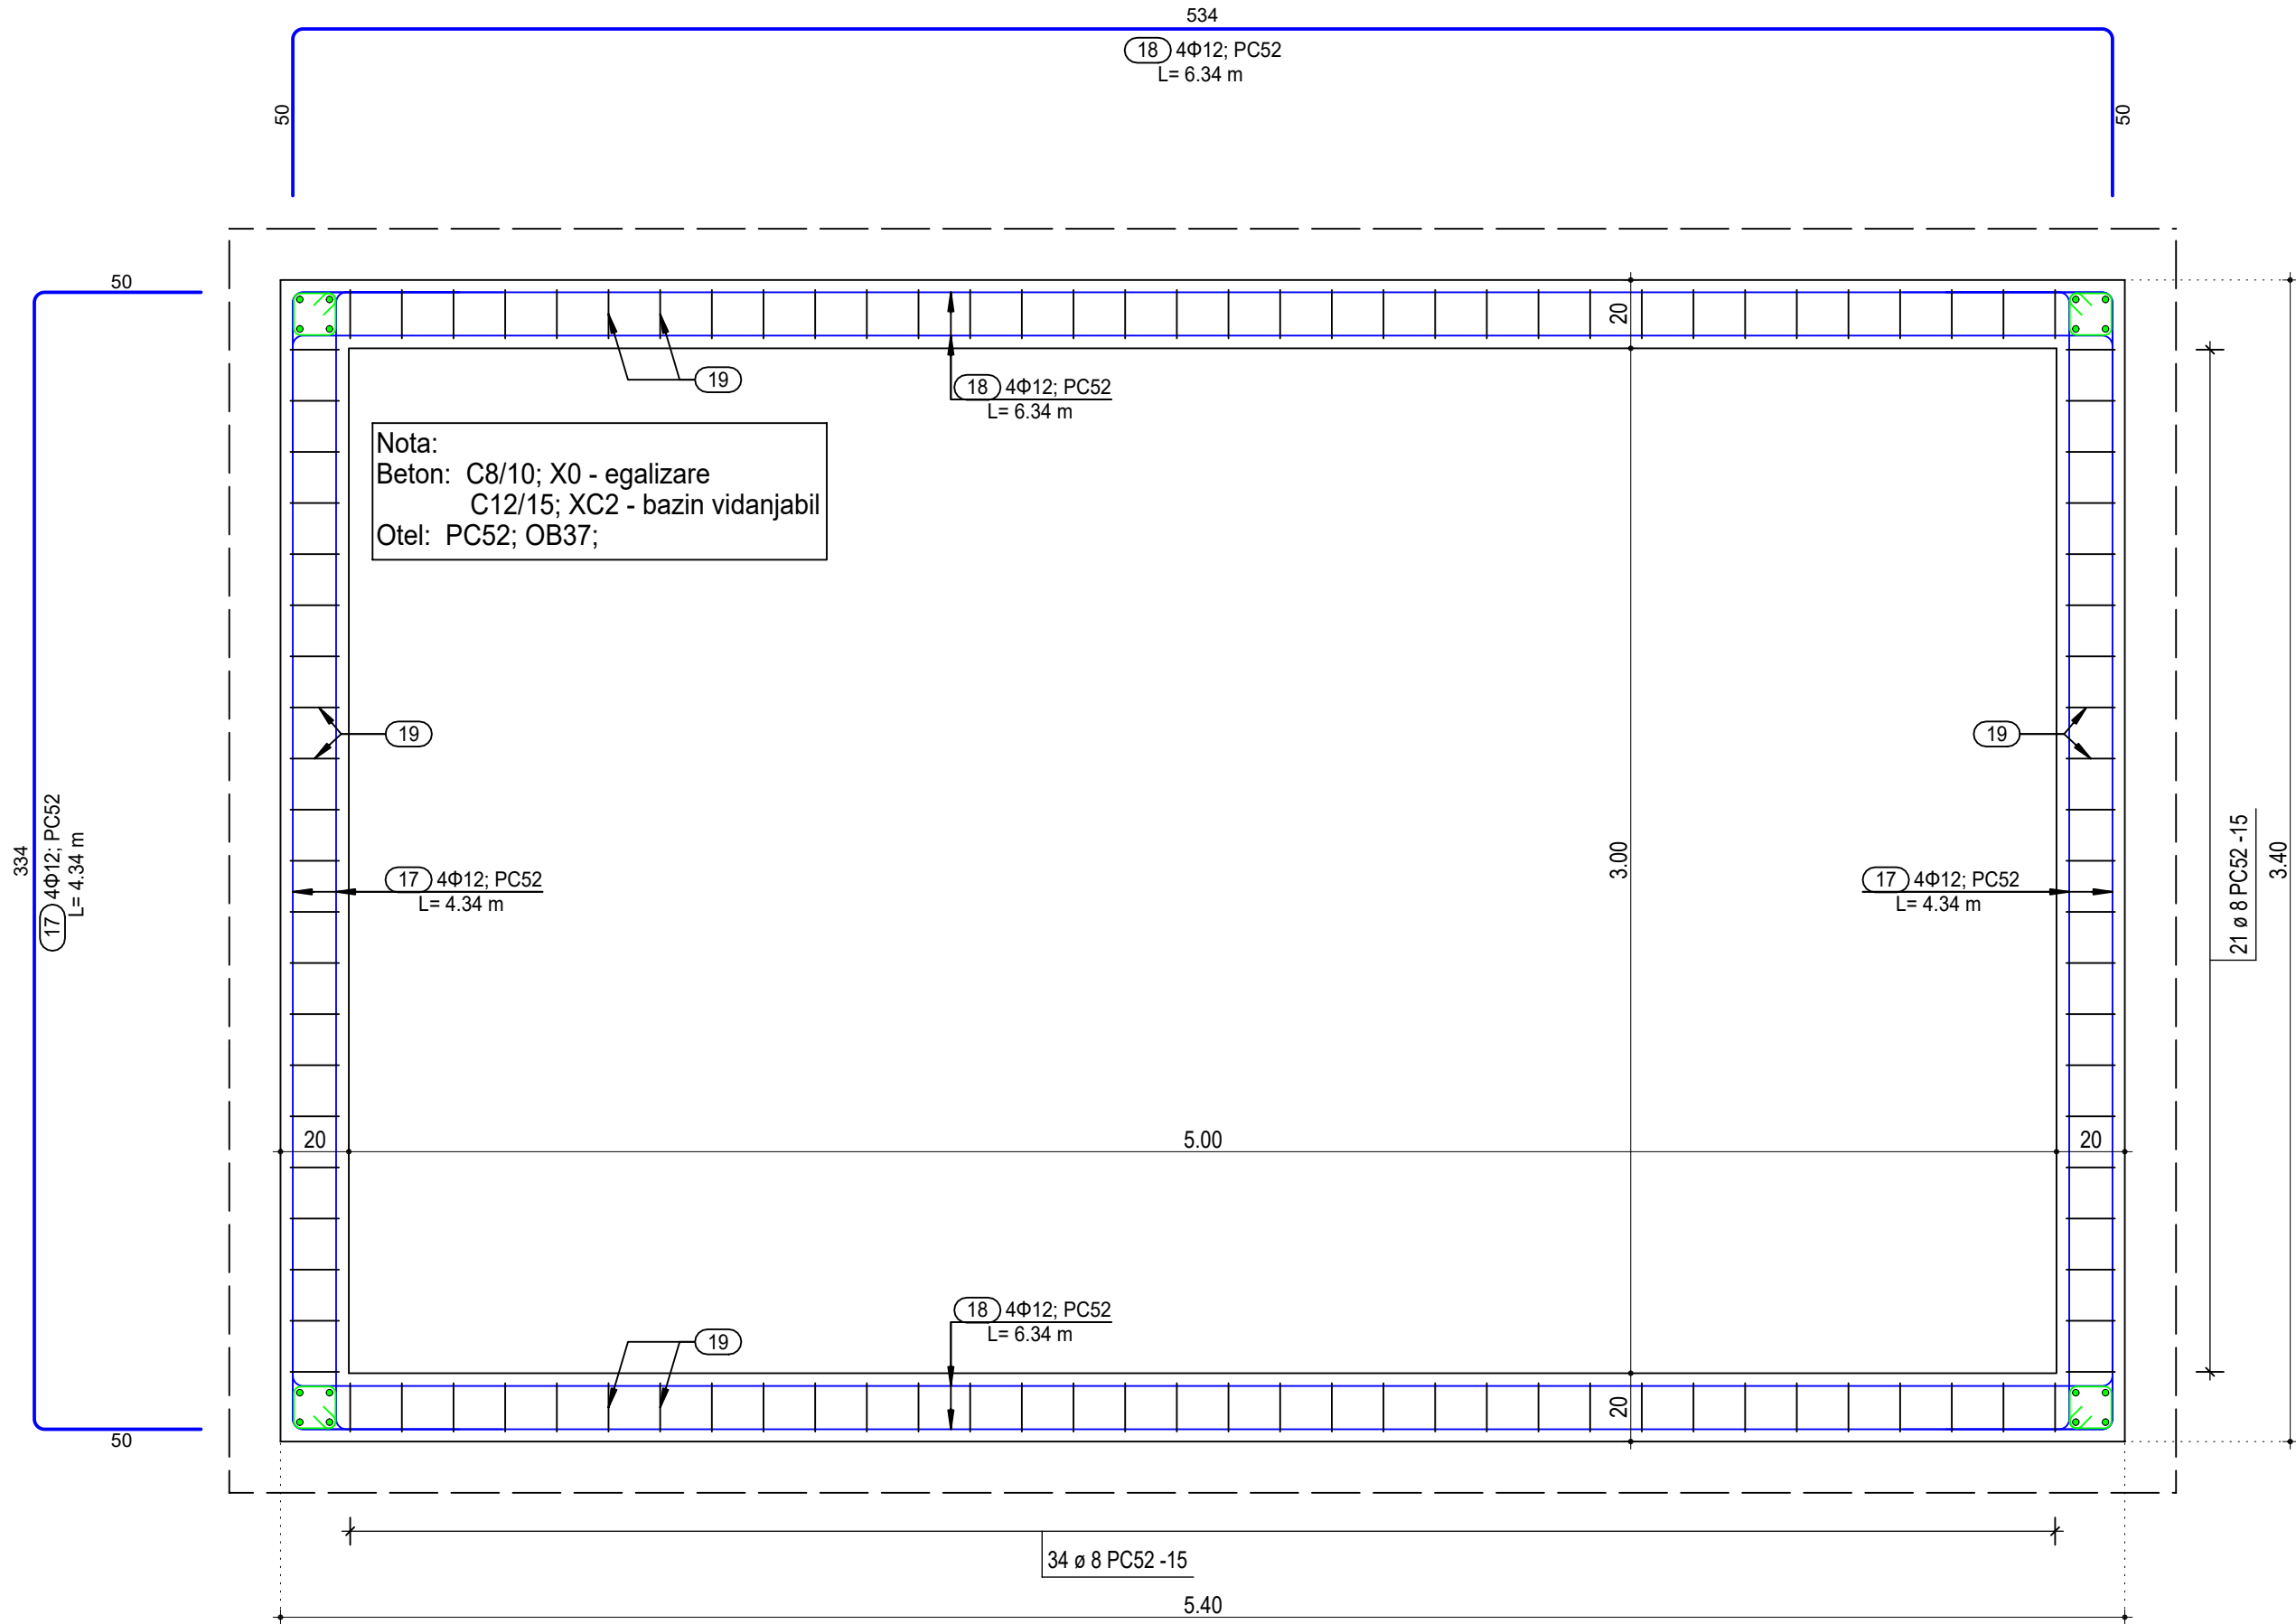 534
18 4Φ12; PC52
L= 6.34 m
50
50
50
20
19
18 4Φ12; PC52
L= 6.34 m
Nota:
Beton: C8/10; X0 - egalizare
C12/15; XC2 - bazin vidanjabil
Otel: PC52; OB37;
19
19
334
17 4Φ12; PC52
L= 4.34 m
17 4Φ12; PC52
L= 4.34 m
3.00
17 4Φ12; PC52
L= 4.34 m
21 ø 8 PC52 -15
3.40
20
5.00
20
18 4Φ12; PC52
L= 6.34 m
19
20
50
34 ø 8 PC52 -15
5.40